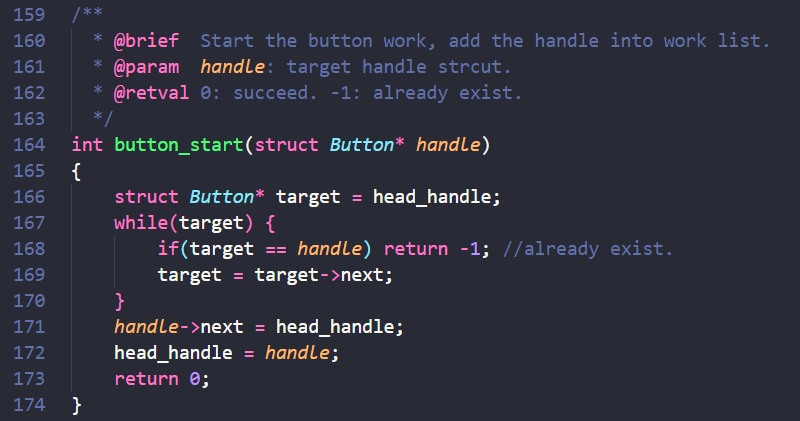 159 /**
160 * @brief Start the button work, add the handle into work list.
161 * @param handle: target handle strcut.
162 * @retval 0: succeed. -1: already exist.
163 */
164 int button_start(struct Button* handle)
165 {
166 struct Button* target = head_handle;
167 while(target) {
168 if(target == handle) return -1; //already exist.
169 target = target->next;
170 }
171 handle->next = head_handle;
172 head_handle = handle;
173 return 0;
174 }